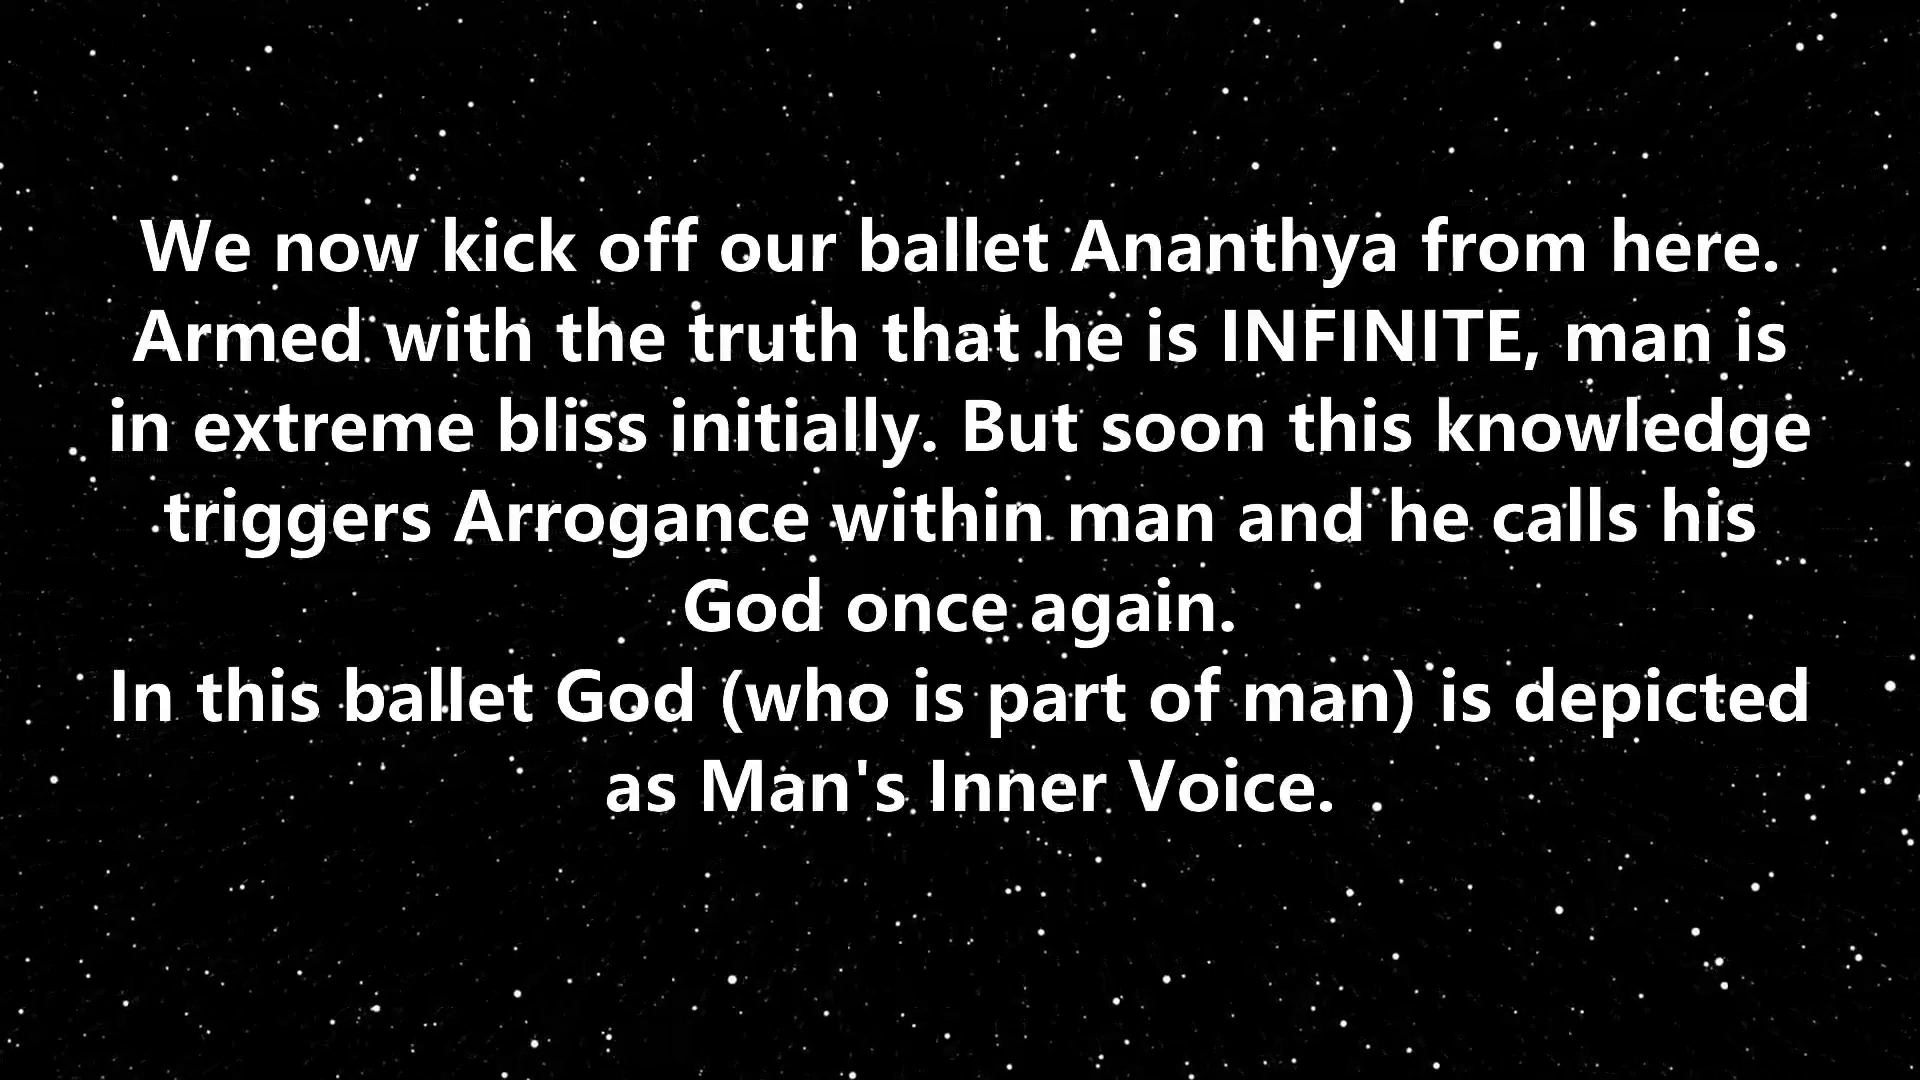 We now kick off our ballet Ananthya from here.
Armed with the truth that he is INFINITE, man is
in extreme bliss initially. But soon this knowledge
triggers Arrogance within man and he calls his
God once again.
In this ballet God (who is part of man) is depicted
as Man's Inner Voice.